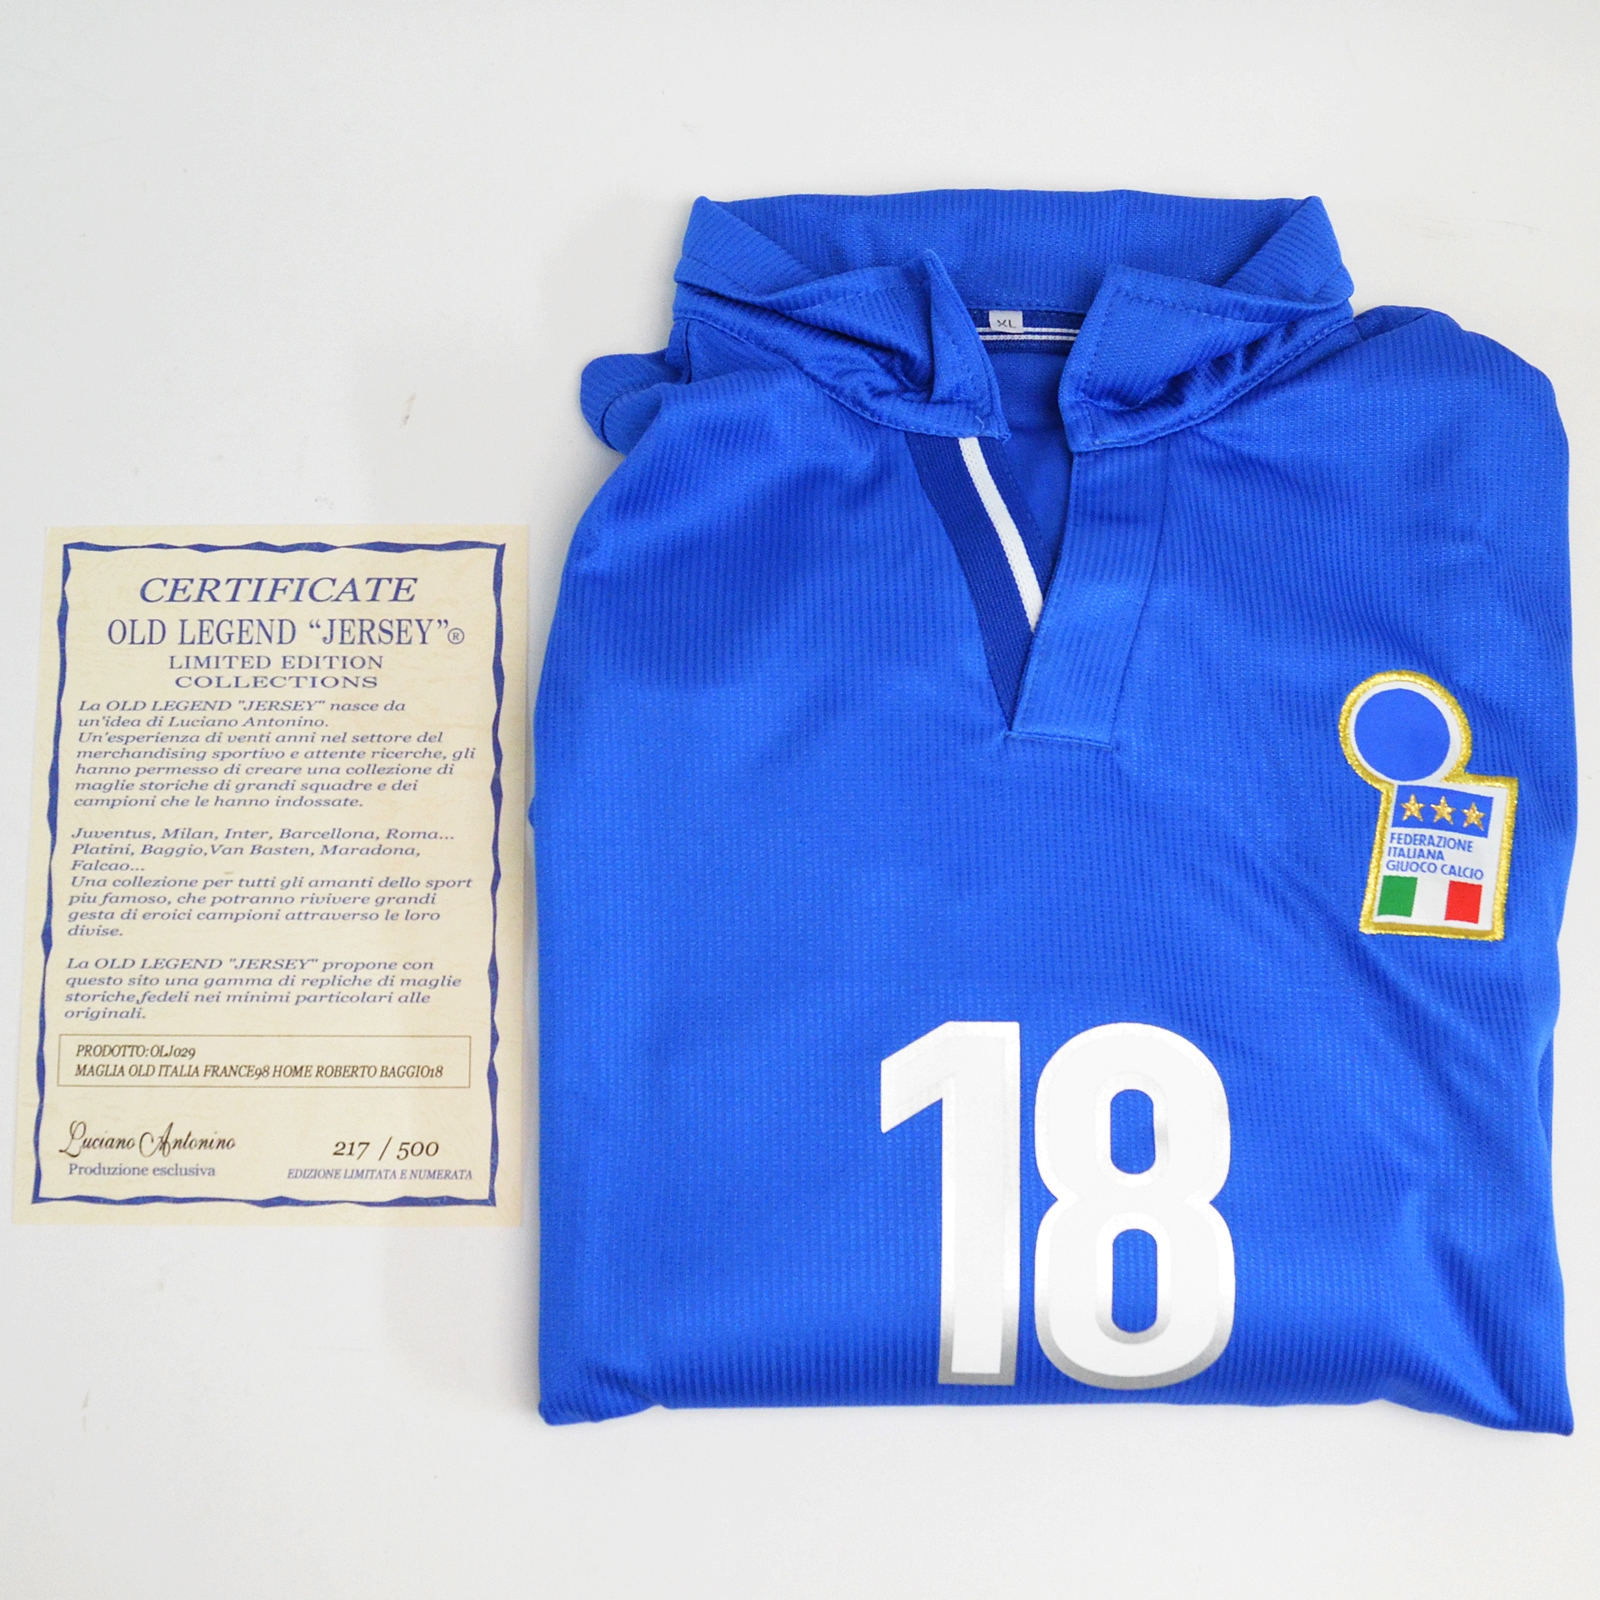 CERTIFICATE
OLD LEGEND “JERSEY”®
LIMITED EDITION
COLLECTIONS
La OLD LEGEND "JERSEY" nasce da
un'idea di Luciano Antonino.
Un'esperienza di venti anni nel settore del
merchandising sportivo e attente ricerche, gli
hanno permesso di creare una collezione di
maglie storiche di grandi squadre e dei
campioni che le hanno indossate.
Juventus, Milan, Inter, Barcellona, Roma...
Platini, Baggio,Van Basten, Maradona,
Falcao...
Una collezione per tutti gli amanti dello sport
piu famoso, che potranno rivivere grandi
gesta di eroici campioni attraverso le loro
divise.
La OLD LEGEND "JERSEY" propone con
questo sito una gamma di repliche di maglie
storiche,fedeli nei minimi particolari alle
originali.
PRODOTTO:OLJ029
MAGLIA OLD ITALIA FRANCE98 HOME ROBERTO BAGGIO18
Luciano Antonino
Produzione esclusiva
217 / 500
EDIZIONE LIMITATA E NUMERATA
XL
FEDERAZIONE
ITALIANA
GIUOCO CALCIO
18